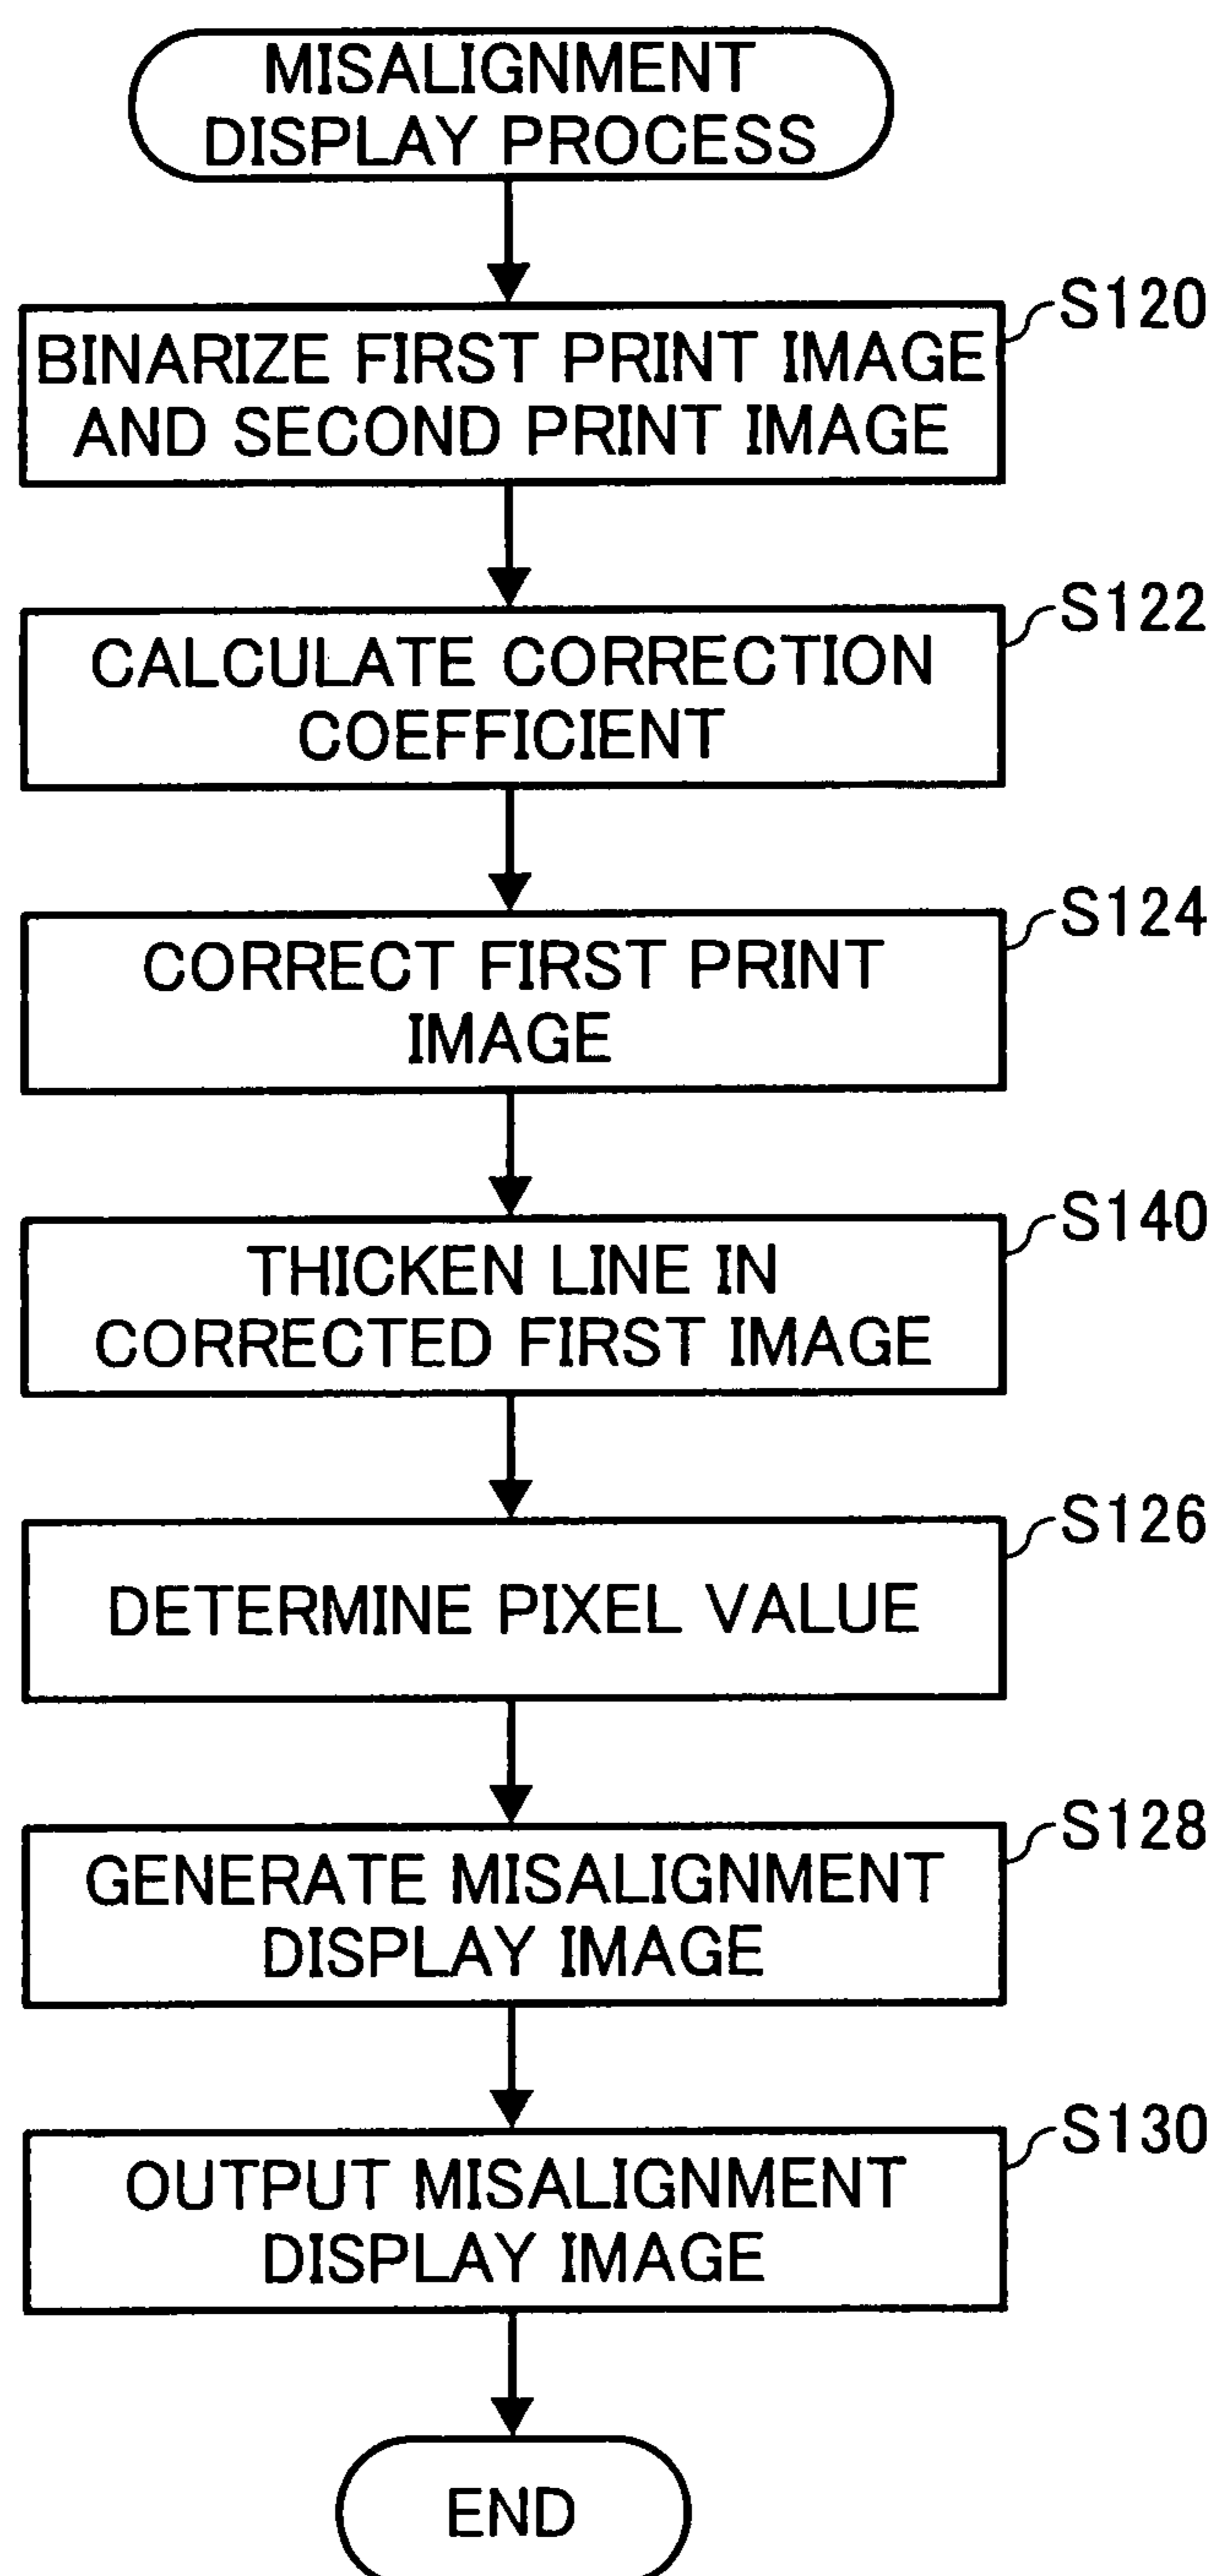 MISALIGNMENT
DISPLAY PROCESS
S120
BINARIZE FIRST PRINT IMAGE
AND SECOND PRINT IMAGE
S122
CALCULATE CORRECTION
COEFFICIENT
S124
CORRECT FIRST PRINT
IMAGE
S140
THICKEN LINE IN
CORRECTED FIRST IMAGE
S126
DETERMINE PIXEL VALUE
S128
GENERATE MISALIGNMENT
DISPLAY IMAGE
S130
OUTPUT MISALIGNMENT
DISPLAY IMAGE
END